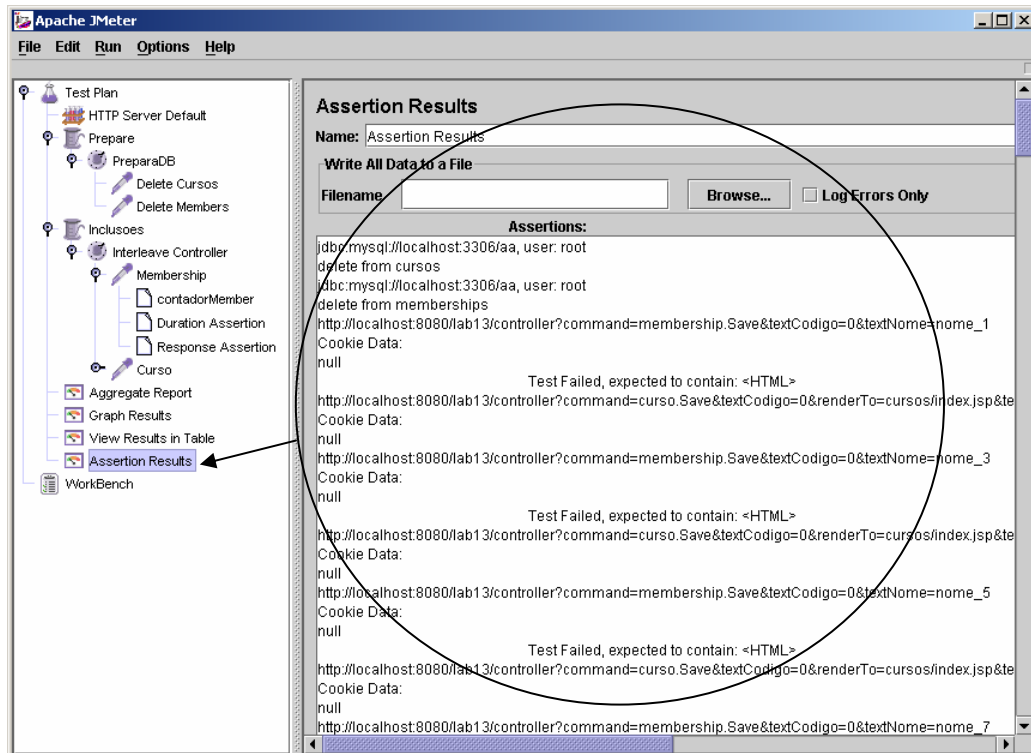 Apache JMeter
File Edit Run Options Help
Test Plan
HTTP Server Default
Prepare
PreparaDB
Delete Cursos
Delete Members
Inclusoes
Interleave Controller
Membership
contadorMember
Duration Assertion
Response Assertion
Curso
Aggregate Report
Graph Results
View Results in Table
Assertion Results
WorkBench
Assertion Results
Name: Assertion Results
Write All Data to a File
Filename Browse... Log Errors Only
Assertions:
jdbc:mysql://localhost:3306/aa, user: root
delete from cursos
jdbc:mysql://localhost:3306/aa, user: root
delete from memberships
http://localhost:8080/lab13/controller?command=membership.Save&textCodigo=0&textNome=nome_1
Cookie Data:
null
Test Failed, expected to contain: <HTML>
http://localhost:8080/lab13/controller?command=curso.Save&textCodigo=0&renderTo=cursos/index.jsp&te
Cookie Data:
null
http://localhost:8080/lab13/controller?command=membership.Save&textCodigo=0&textNome=nome_3
Cookie Data:
null
Test Failed, expected to contain: <HTML>
http://localhost:8080/lab13/controller?command=curso.Save&textCodigo=0&renderTo=cursos/index.jsp&te
Cookie Data:
null
http://localhost:8080/lab13/controller?command=membership.Save&textCodigo=0&textNome=nome_5
Cookie Data:
null
Test Failed, expected to contain: <HTML>
http://localhost:8080/lab13/controller?command=curso.Save&textCodigo=0&renderTo=cursos/index.jsp&te
Cookie Data:
null
http://localhost:8080/lab13/controller?command=membership.Save&textCodigo=0&textNome=nome_7